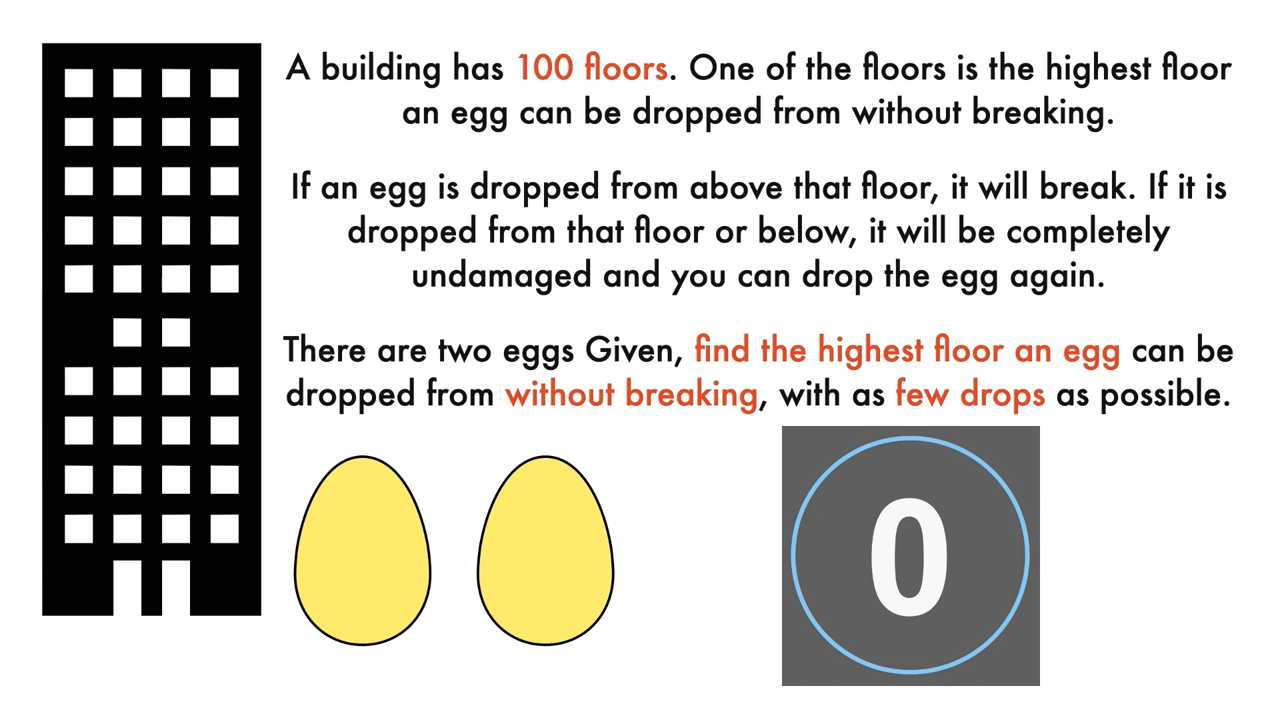 A building has 100 floors. One of the floors is the highest floor
an egg can be dropped from without breaking.
If an egg is dropped from above that floor, it will break. If it is
dropped from that floor or below, it will be completely
undamaged and you can drop the egg again.
There are two eggs Given, find the highest floor an egg can be
dropped from without breaking, with as few drops as possible.
0